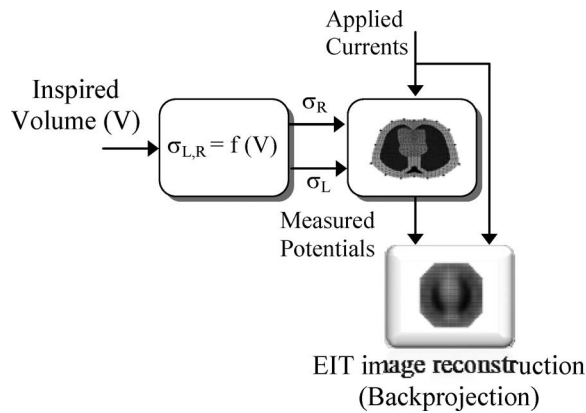 Applied
Currents
Inspired
Volume (V)
σR
σL,R = f (V)
σL
Measured
Potentials
EIT image reconstruction
(Backprojection)